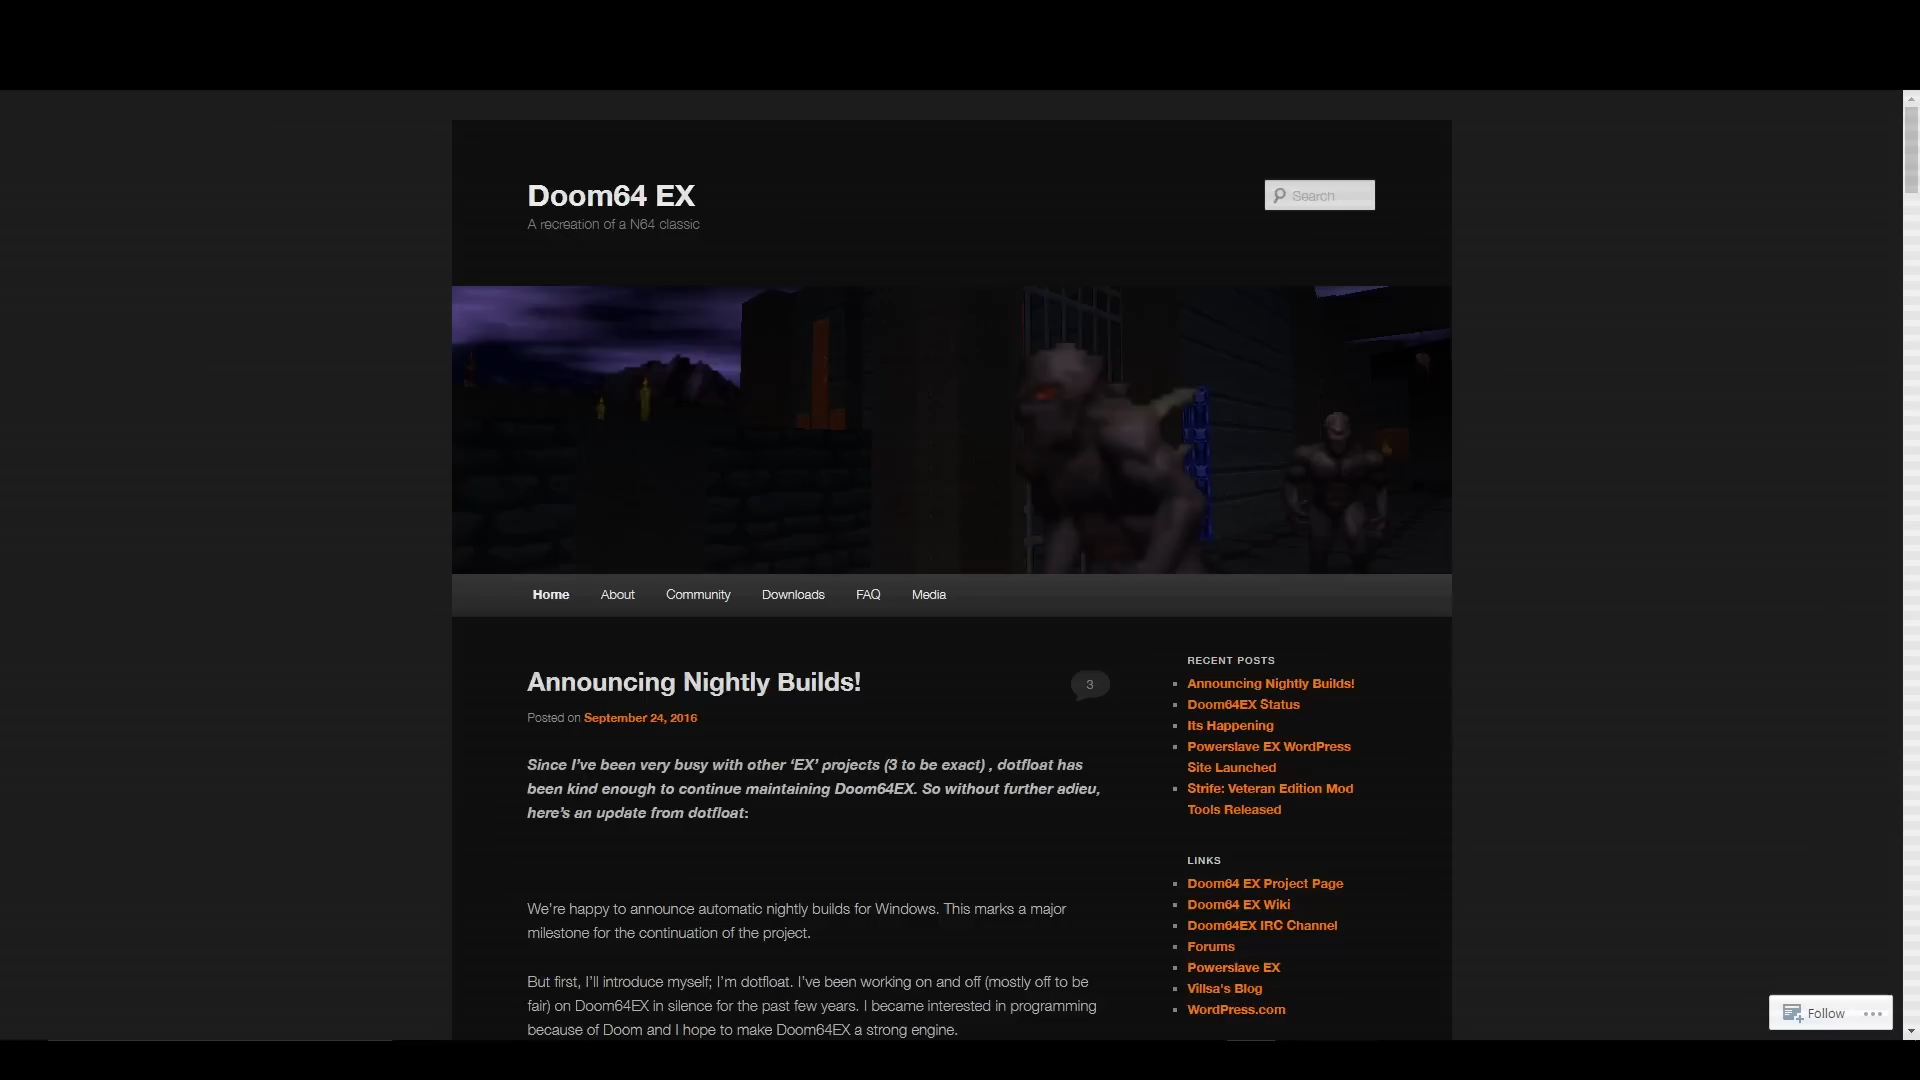 Doom64 EX
A recreation of a N64 classic
Search
Home About Community Downloads FAQ Media
Announcing Nightly Builds!
3
Posted on September 24, 2016
Since I've been very busy with other ‘EX’ projects (3 to be exact) , dotfloat has
been kind enough to continue maintaining Doom64EX. So without further adieu,
here's an update from dotfloat:
We're happy to announce automatic nightly builds for Windows. This marks a major
milestone for the continuation of the project.
But first, I'll introduce myself; I'm dotfloat. I've been working on and off (mostly off to be
fair) on Doom64EX in silence for the past few years. I became interested in programming
because of Doom and I hope to make Doom64EX a strong engine.
RECENT POSTS
Announcing Nightly Builds!
Doom64EX Status
Its Happening
Powerslave EX WordPress
Site Launched
Strife: Veteran Edition Mod
Tools Released
LINKS
Doom64 EX Project Page
Doom64 EX Wiki
Doom64EX IRC Channel
Forums
Powerslave EX
Villsa's Blog
WordPress.com
Follow